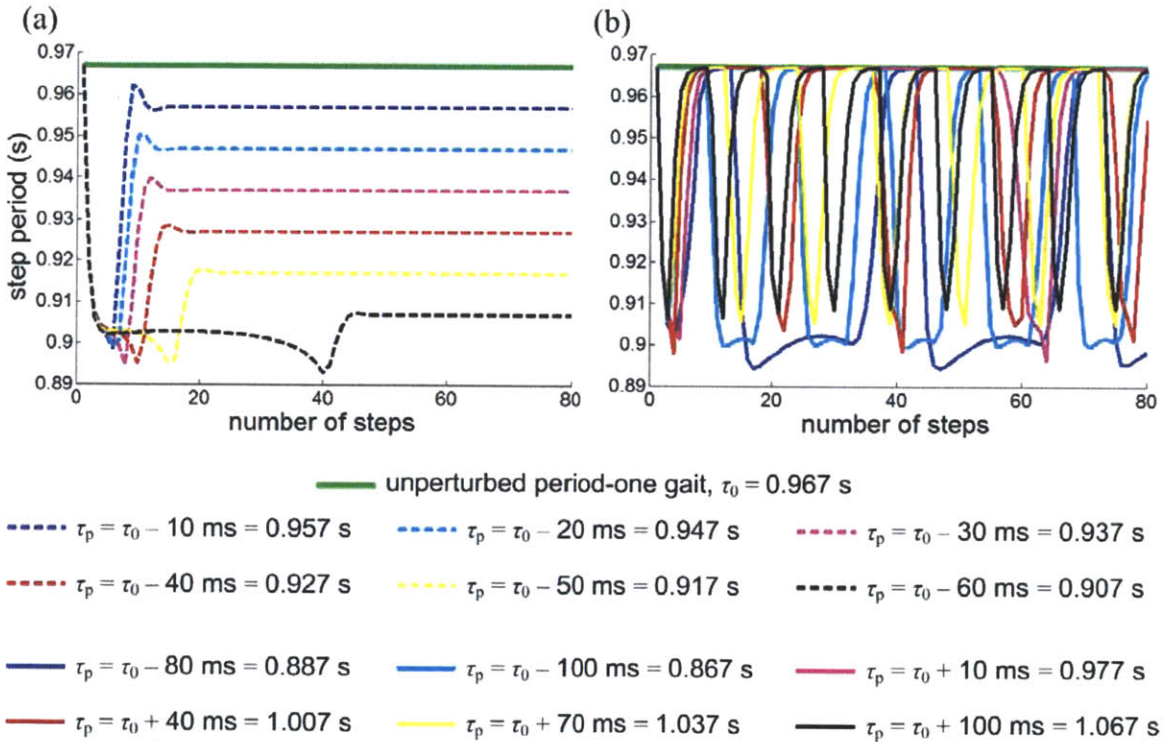 (a)
(b)
step period (s)
0.97
0.96
0.95
0.94
0.93
0.92
0.91
0.9
0.89
0 20 40 60 80
number of steps
0.97
0.96
0.95
0.94
0.93
0.92
0.91
0.9
0.89
0 20 40 60 80
number of steps
unperturbed period-one gait, τ₀ = 0.967 s
τₚ = τ₀ – 10 ms = 0.957 s
τₚ = τ₀ – 20 ms = 0.947 s
τₚ = τ₀ – 30 ms = 0.937 s
τₚ = τ₀ – 40 ms = 0.927 s
τₚ = τ₀ – 50 ms = 0.917 s
τₚ = τ₀ – 60 ms = 0.907 s
τₚ = τ₀ – 80 ms = 0.887 s
τₚ = τ₀ – 100 ms = 0.867 s
τₚ = τ₀ + 10 ms = 0.977 s
τₚ = τ₀ + 40 ms = 1.007 s
τₚ = τ₀ + 70 ms = 1.037 s
τₚ = τ₀ + 100 ms = 1.067 s